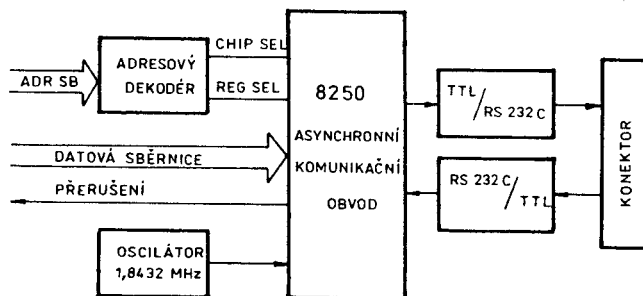 ADR SB
ADRESOVÝ
DEKODÉR
CHIP SEL
REG SEL
DATOVÁ SBĚRNICE
PŘERUŠENÍ
OSCILÁTOR
1,8432 MHz
8250
ASYNCHRONNÍ
KOMUNIKAČNÍ
OBVOD
TTL
/RS 232C
RS 232C
/TTL
KONEKTOR